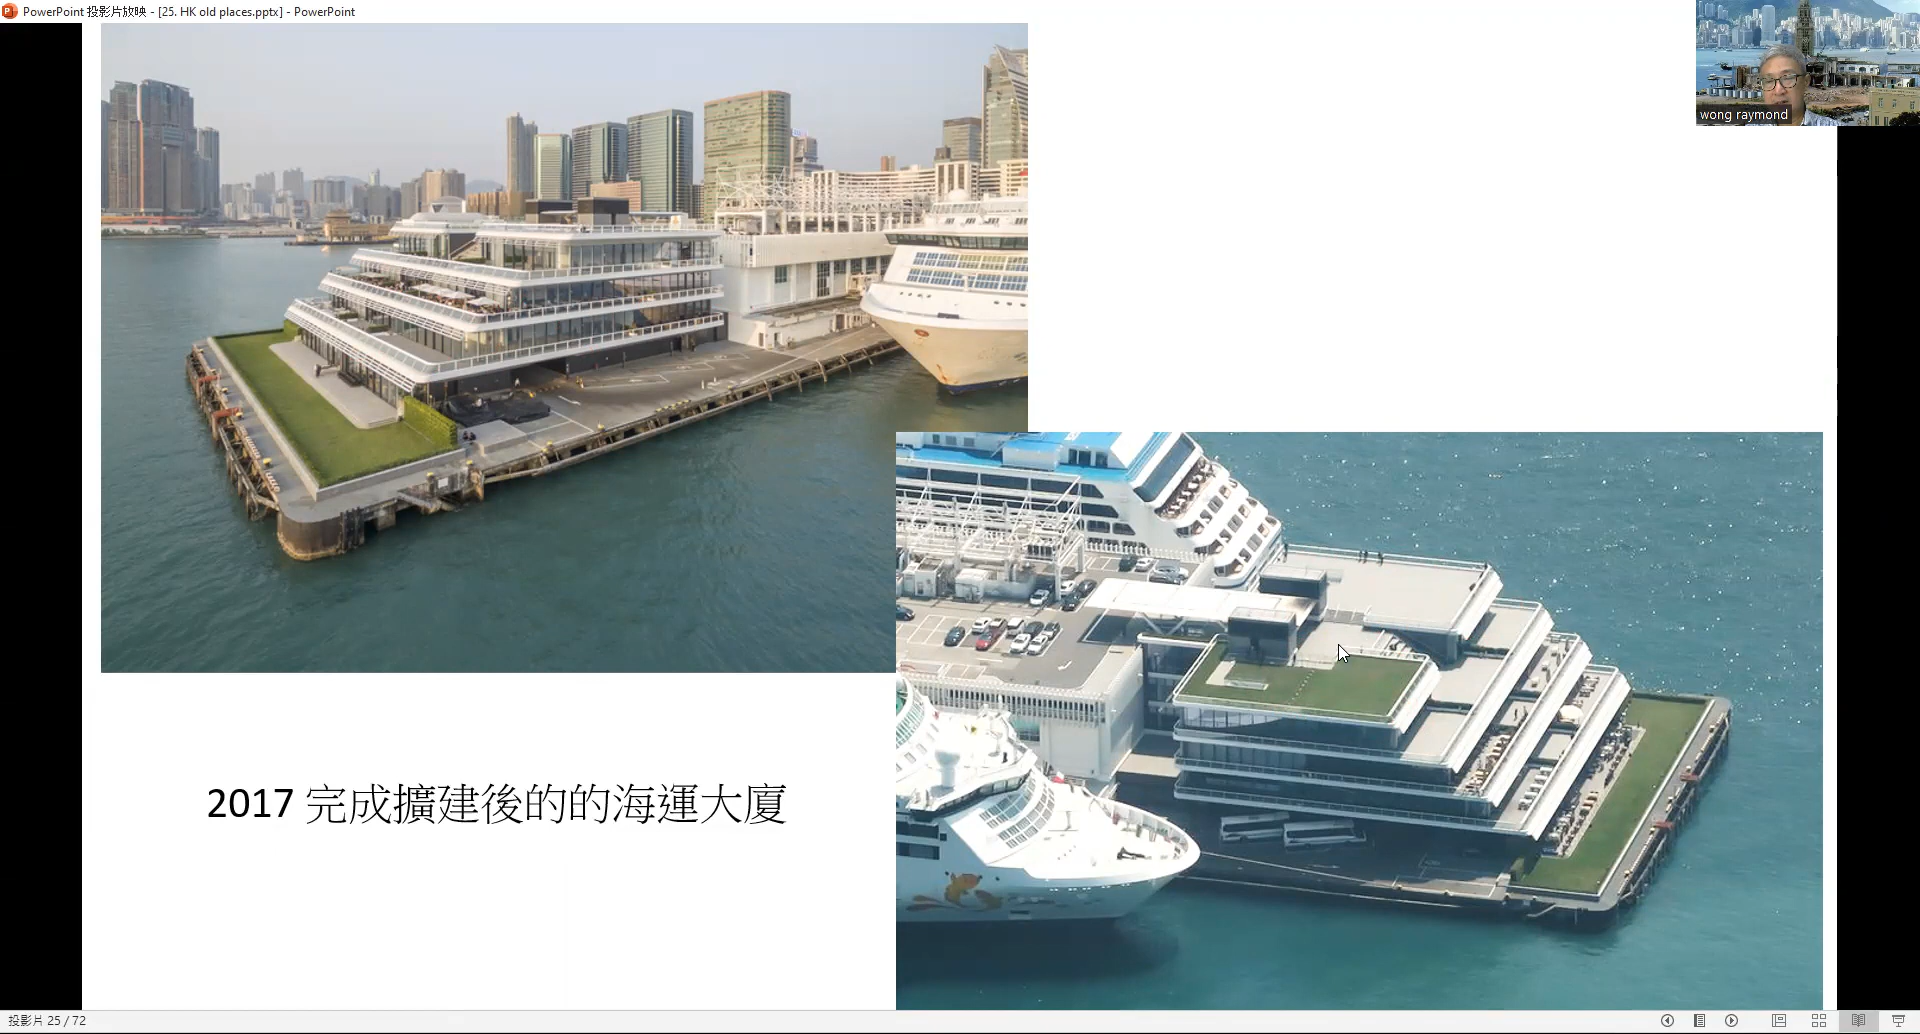 PowerPoint 投影片放映 - [25. HK old places.pptx] - PowerPoint
wong raymond
2017 完成擴建後的的海運大廈
投影片 25 / 72